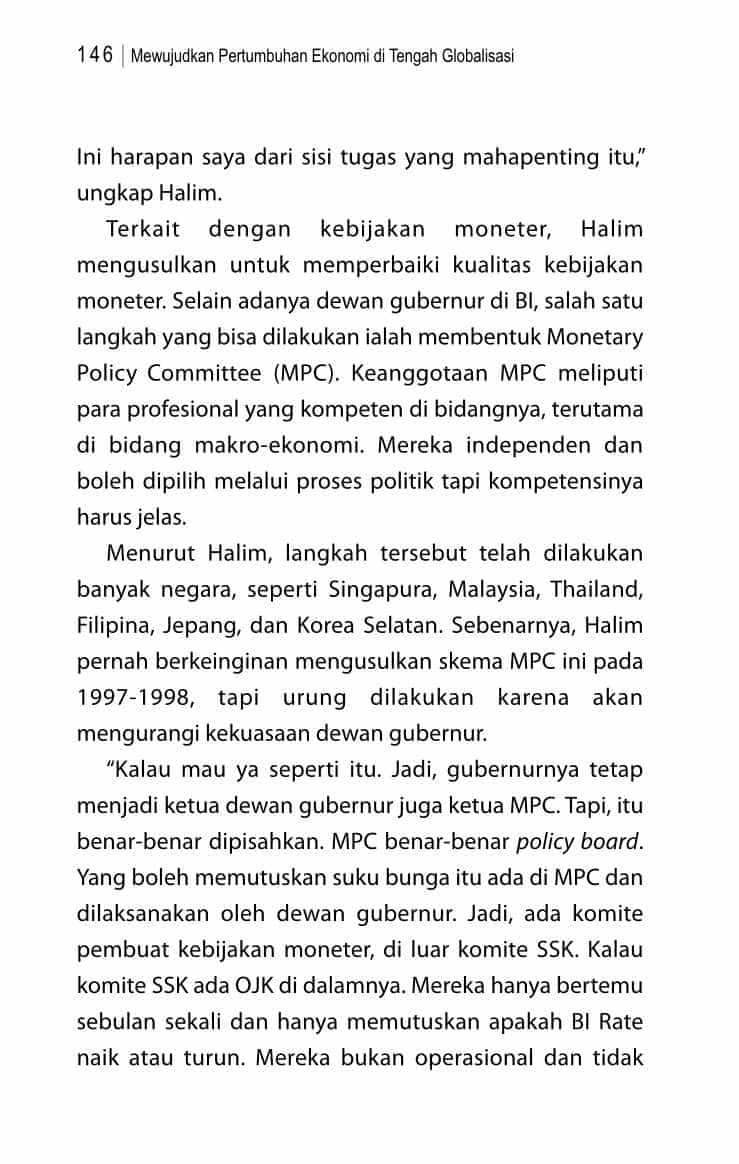 146 | Mewujudkan Pertumbuhan Ekonomi di Tengah Globalisasi
Ini harapan saya dari sisi tugas yang mahapenting itu,”
ungkap Halim.
Terkait dengan kebijakan moneter, Halim
mengusulkan untuk memperbaiki kualitas kebijakan
moneter. Selain adanya dewan gubernur di BI, salah satu
langkah yang bisa dilakukan ialah membentuk Monetary
Policy Committee (MPC). Keanggotaan MPC meliputi
para profesional yang kompeten di bidangnya, terutama
di bidang makro-ekonomi. Mereka independen dan
boleh dipilih melalui proses politik tapi kompetensinya
harus jelas.
Menurut Halim, langkah tersebut telah dilakukan
banyak negara, seperti Singapura, Malaysia, Thailand,
Filipina, Jepang, dan Korea Selatan. Sebenarnya, Halim
pernah berkeinginan mengusulkan skema MPC ini pada
1997-1998, tapi urung dilakukan karena akan
mengurangi kekuasaan dewan gubernur.
“Kalau mau ya seperti itu. Jadi, gubernurnya tetap
menjadi ketua dewan gubernur juga ketua MPC. Tapi, itu
benar-benar dipisahkan. MPC benar-benar policy board.
Yang boleh memutuskan suku bunga itu ada di MPC dan
dilaksanakan oleh dewan gubernur. Jadi, ada komite
pembuat kebijakan moneter, di luar komite SSK. Kalau
komite SSK ada OJK di dalamnya. Mereka hanya bertemu
sebulan sekali dan hanya memutuskan apakah BI Rate
naik atau turun. Mereka bukan operasional dan tidak